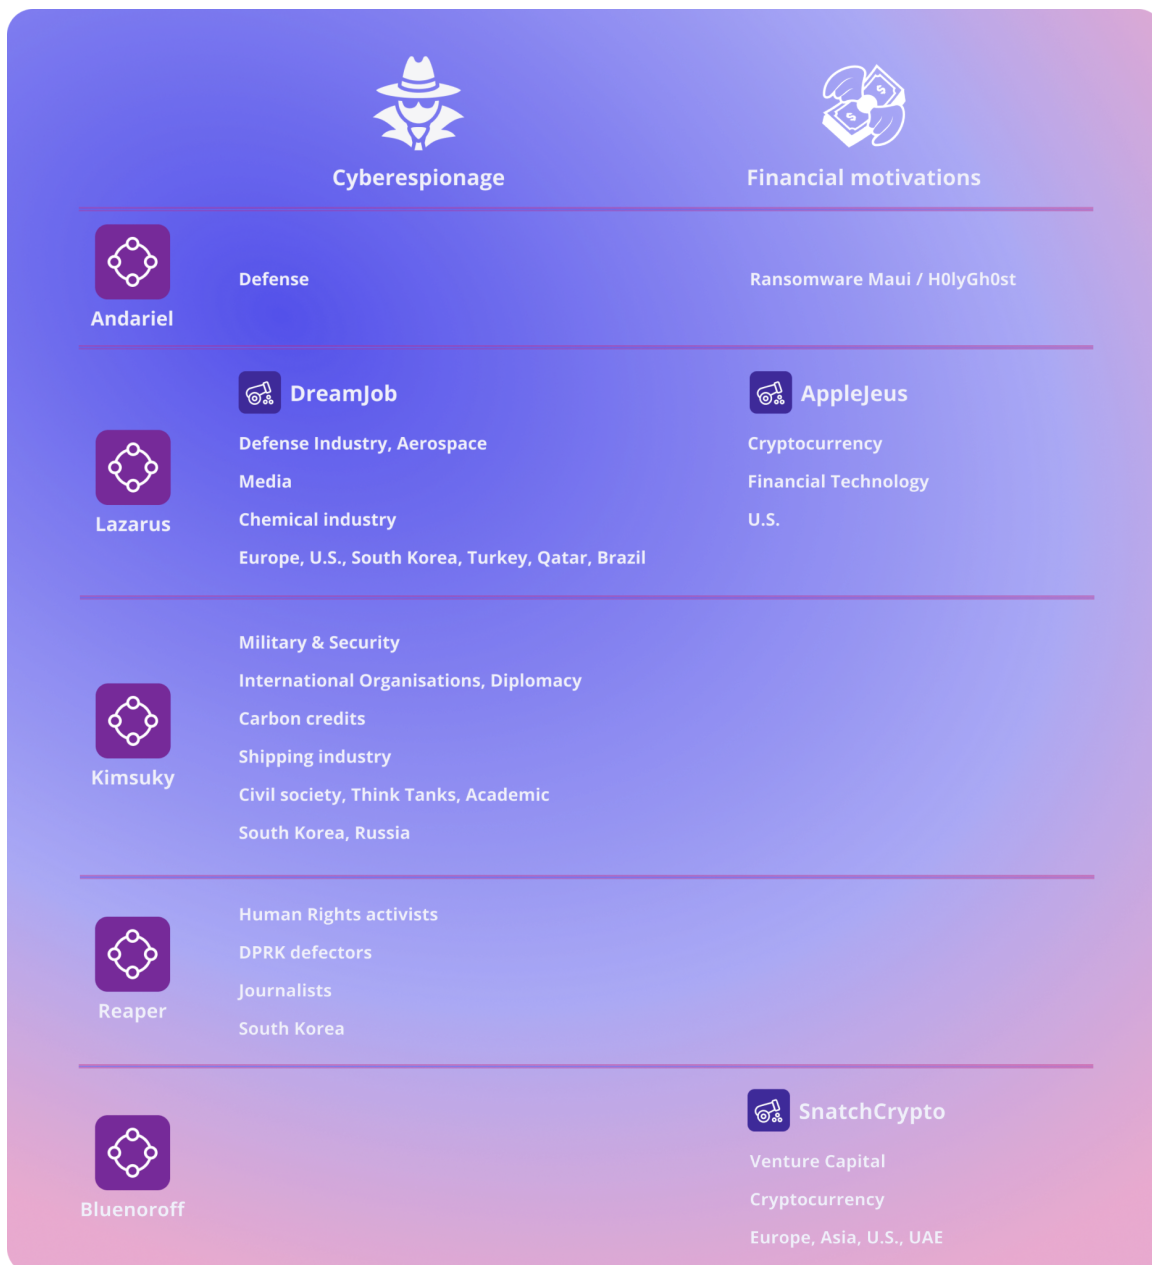 Cyberespionage
Financial motivations
Andariel
Defense
Ransomware Maui / H0lyGh0st
Lazarus
DreamJob
Defense Industry, Aerospace
Media
Chemical industry
Europe, U.S., South Korea, Turkey, Qatar, Brazil
AppleJeus
Cryptocurrency
Financial Technology
U.S.
Kimsuky
Military & Security
International Organisations, Diplomacy
Carbon credits
Shipping industry
Civil society, Think Tanks, Academic
South Korea, Russia
Reaper
Human Rights activists
DPRK defectors
Journalists
South Korea
Bluenoroff
SnatchCrypto
Venture Capital
Cryptocurrency
Europe, Asia, U.S., UAE